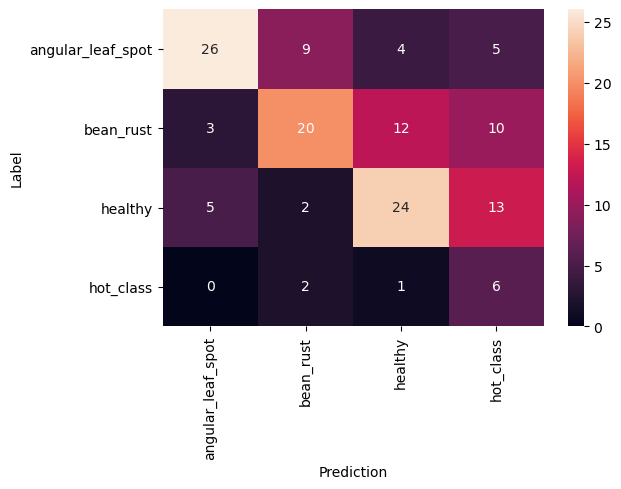 angular_leaf_spot 26 9 4 5
bean_rust 3 20 12 10
healthy 5 2 24 13
hot_class 0 2 1 6
angular_leaf_spot bean_rust healthy hot_class
Prediction
Label
25
20
15
10
5
0